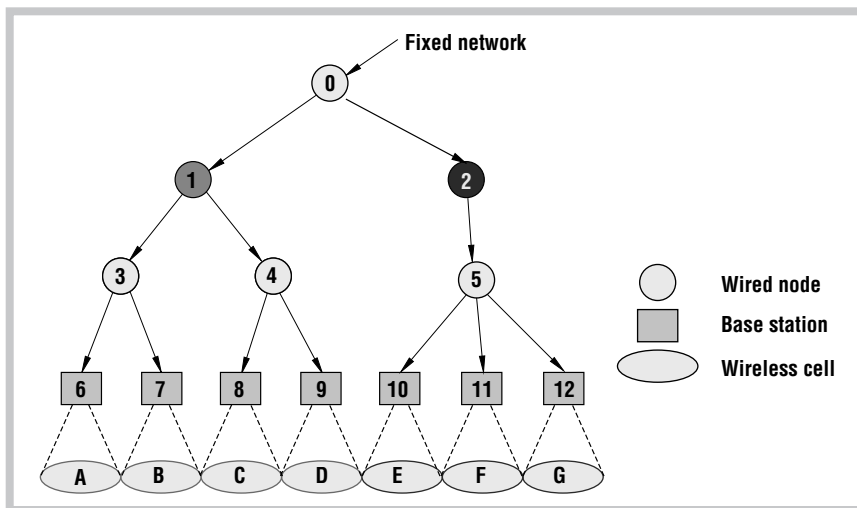 Fixed network
0
1
2
3
4
5
Wired node
Base station
6
7
8
9
10
11
12
Wireless cell
A
B
C
D
E
F
G